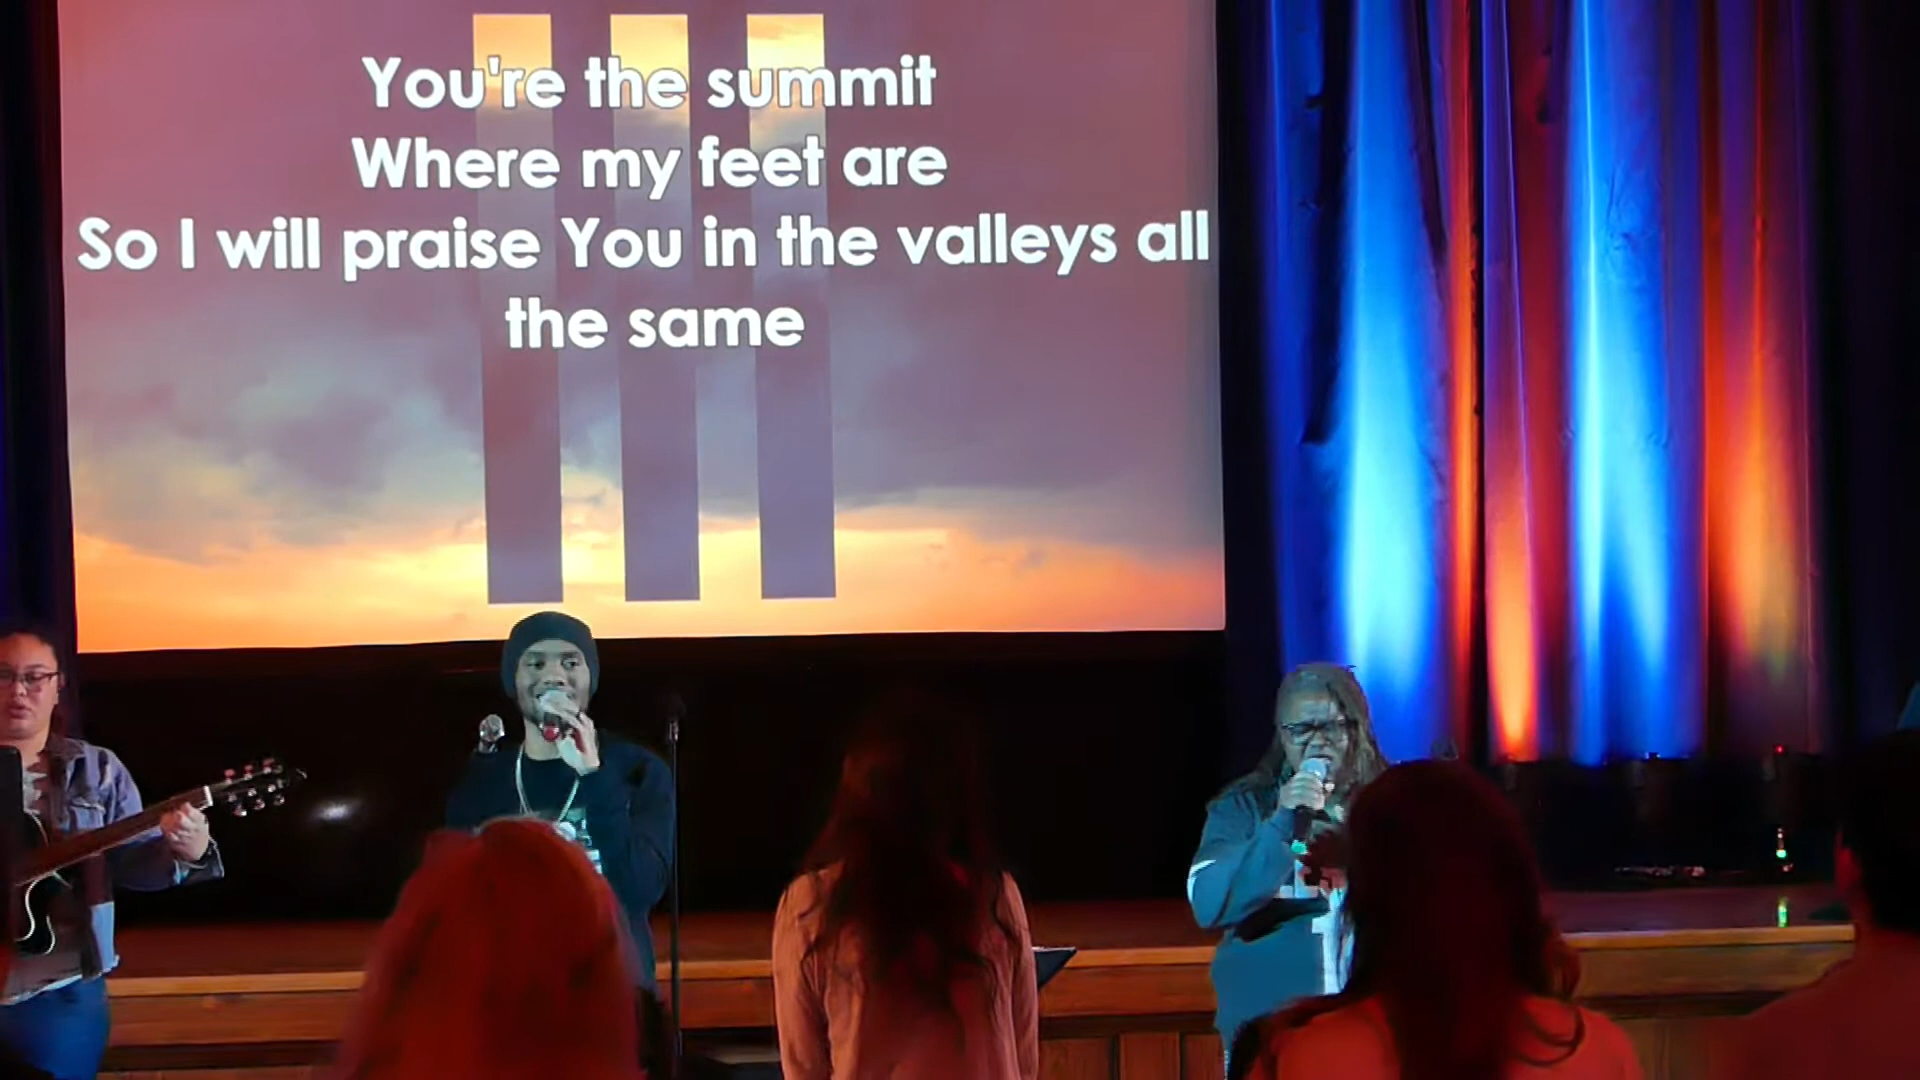 You're the summit
Where my feet are
So I will praise You in the valleys all
the same